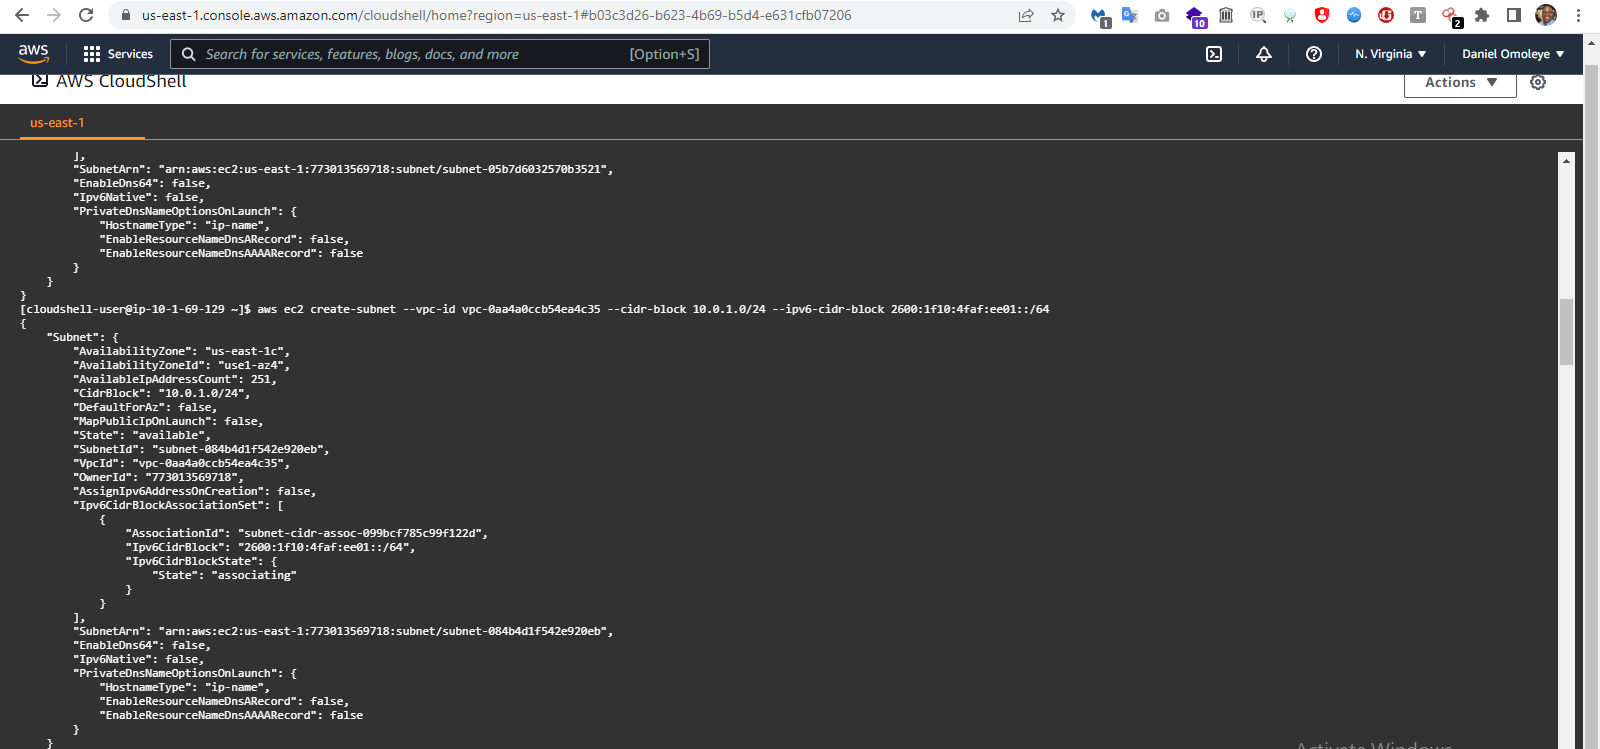 us-east-1.console.aws.amazon.com/cloudshell/home?region=us-east-1#b03c3d26-b623-4b69-b5d4-e631cfb07206
1
10
IP
T
2
aws
Services
Search for services, features, blogs, docs, and more
[Option+S]
N. Virginia
Daniel Omoleye
AWS CloudShell
Actions
us-east-1
],
"SubnetArn": "arn:aws:ec2:us-east-1:773013569718:subnet/subnet-05b7d6032570b3521",
"EnableDns64": false,
"Ipv6Native": false,
"PrivateDnsNameOptionsOnLaunch": {
"HostnameType": "ip-name",
"EnableResourceNameDnsARecord": false,
"EnableResourceNameDnsAAAARecord": false
}
}
}
[cloudshell-user@ip-10-1-69-129 ~]$ aws ec2 create-subnet --vpc-id vpc-0aa4a0ccb54ea4c35 --cidr-block 10.0.1.0/24 --ipv6-cidr-block 2600:1f10:4faf:ee01::/64
{
"Subnet": {
"AvailabilityZone": "us-east-1c",
"AvailabilityZoneId": "use1-az4",
"AvailableIpAddressCount": 251,
"CidrBlock": "10.0.1.0/24",
"DefaultForAz": false,
"MapPublicIpOnLaunch": false,
"State": "available",
"SubnetId": "subnet-084b4d1f542e920eb",
"VpcId": "vpc-0aa4a0ccb54ea4c35",
"OwnerId": "773013569718",
"AssignIpv6AddressOnCreation": false,
"Ipv6CidrBlockAssociationSet": [
{
"AssociationId": "subnet-cidr-assoc-099bcf785c99f122d",
"Ipv6CidrBlock": "2600:1f10:4faf:ee01::/64",
"Ipv6CidrBlockState": {
"State": "associating"
}
}
],
"SubnetArn": "arn:aws:ec2:us-east-1:773013569718:subnet/subnet-084b4d1f542e920eb",
"EnableDns64": false,
"Ipv6Native": false,
"PrivateDnsNameOptionsOnLaunch": {
"HostnameType": "ip-name",
"EnableResourceNameDnsARecord": false,
"EnableResourceNameDnsAAAARecord": false
}
}
Activate Windows